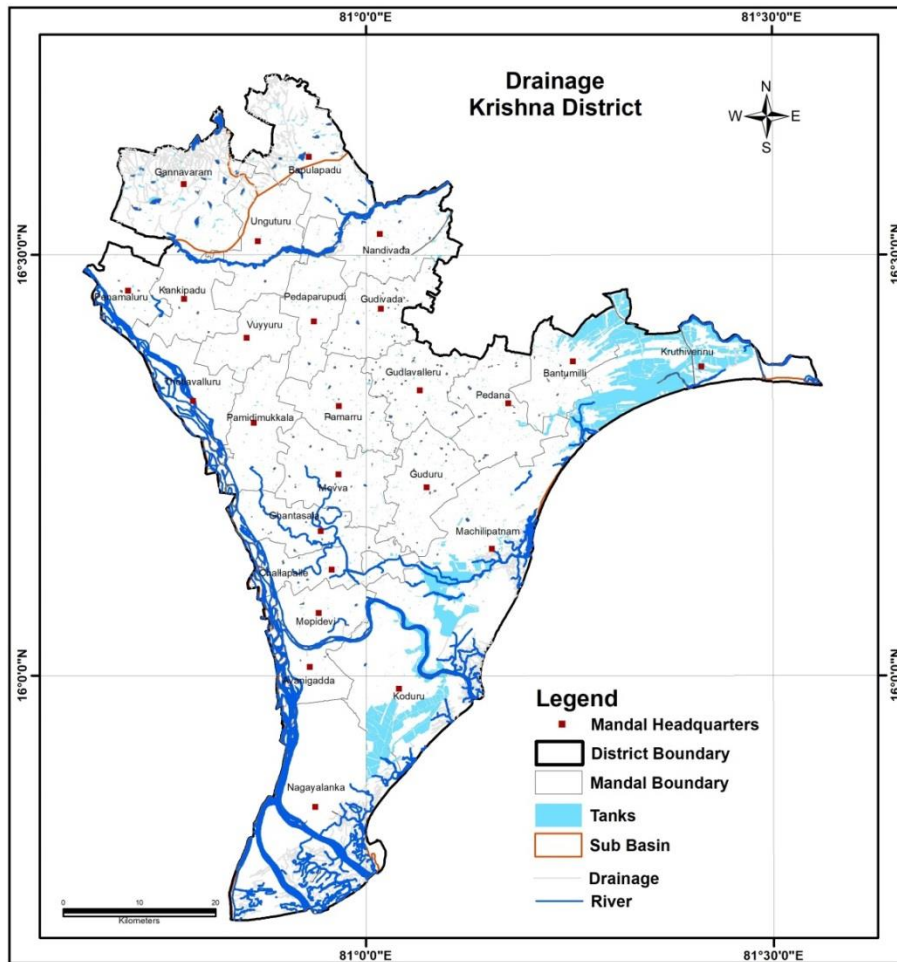 81°0'0"E
81°30'0"E
Drainage
Krishna District
N
W
E
S
Bapulapadu
Gannavaram
Unguturu
Nandivada
16°30'0"N
16°30'0"N
Penamaluru
Kankipadu
Pedaparupudi
Gudivada
Vuyyuru
Kruthivennu
Gudlavalleru
Bantumilli
Thotlavalluru
Pedana
Pamidimukkala
Pamarru
Movva
Guduru
Ghantasala
Machilipatnam
Challapalle
Mopidevi
16°0'0"N
16°0'0"N
Avanigadda
Koduru
Nagayalanka
Legend
Mandal Headquarters
District Boundary
Mandal Boundary
Tanks
Sub Basin
Drainage
River
0
10
20
Kilometers
81°0'0"E
81°30'0"E